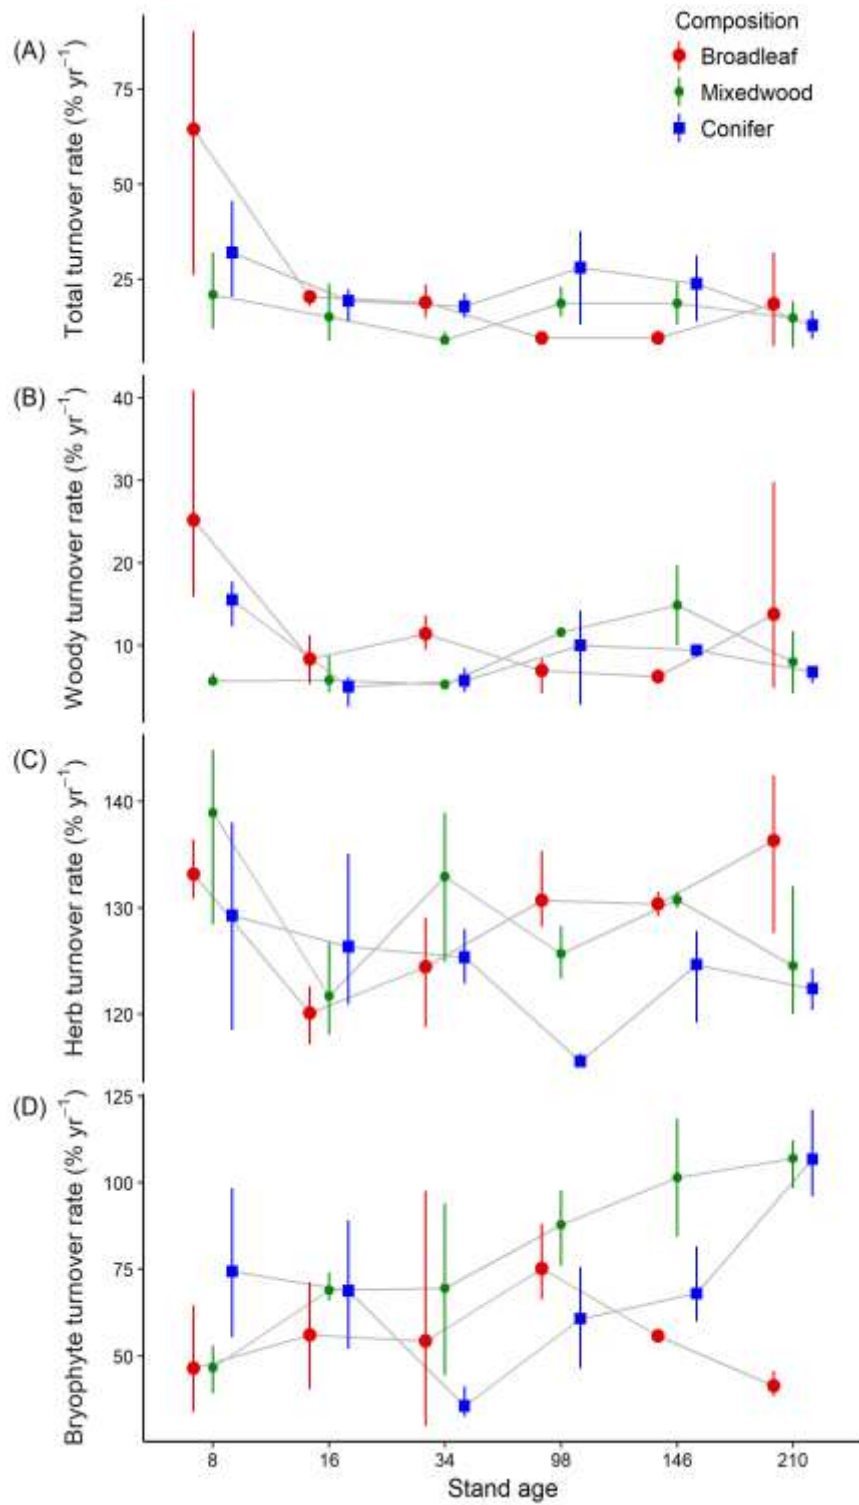 Composition
Broadleaf
Mixedwood
Conifer
(A)
Total turnover rate (% yr⁻¹)
75
50
25
(B)
Woody turnover rate (% yr⁻¹)
40
30
20
10
(C)
Herb turnover rate (% yr⁻¹)
140
130
120
(D)
Bryophyte turnover rate (% yr⁻¹)
125
100
75
50
8 16 34 98 146 210
Stand age